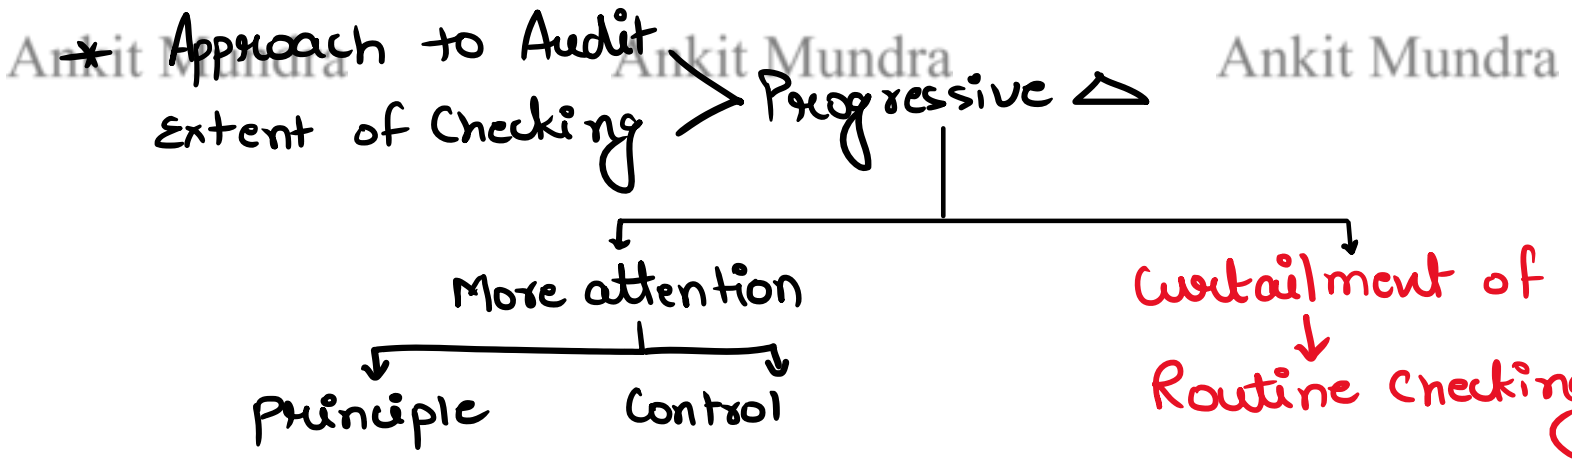 Ankit Mundra Ankit Mundra Ankit Mundra
* Approach to Audit
Extent of Checking
Progressive Δ
More attention
Curtailment of
Principle Control
Routine Checking